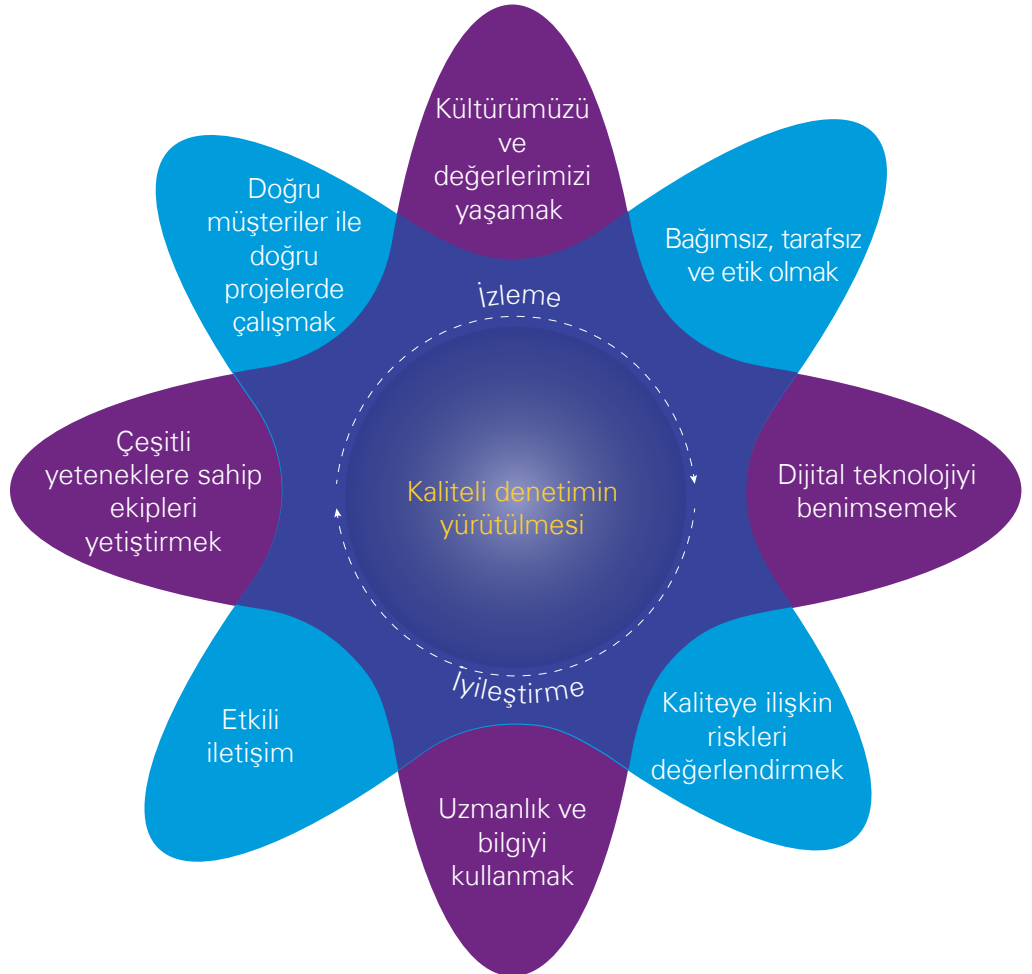 Kültürümüzü
ve
değerlerimizi
yaşamak
Bağımsız, tarafsız
ve etik olmak
Dijital teknolojiyi
benimsemek
Kaliteye ilişkin
riskleri
değerlendirmek
Uzmanlık ve
bilgiyi
kullanmak
Etkili
iletişim
Çeşitli
yeteneklere sahip
ekipleri
yetiştirmek
Doğru
müşteriler ile
doğru
projelerde
çalışmak
İzleme
Kaliteli denetimin
yürütülmesi
İyileştirme